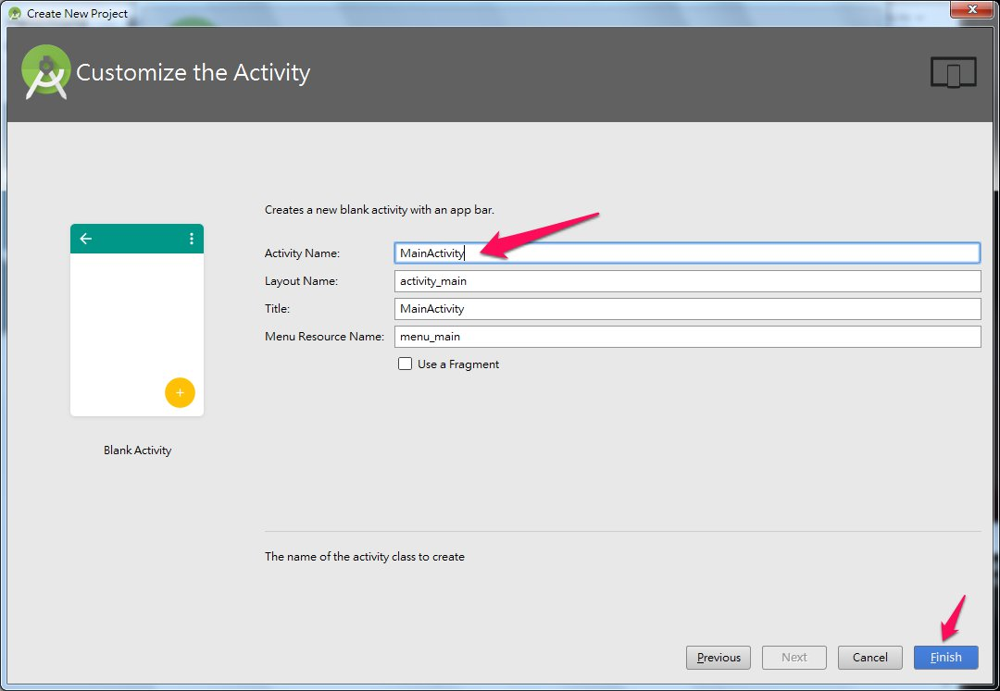 Create New Project
Customize the Activity
Creates a new blank activity with an app bar.
Activity Name: MainActivity
Layout Name: activity_main
Title: MainActivity
Menu Resource Name: menu_main
Use a Fragment
Blank Activity
The name of the activity class to create
Previous Next Cancel Finish